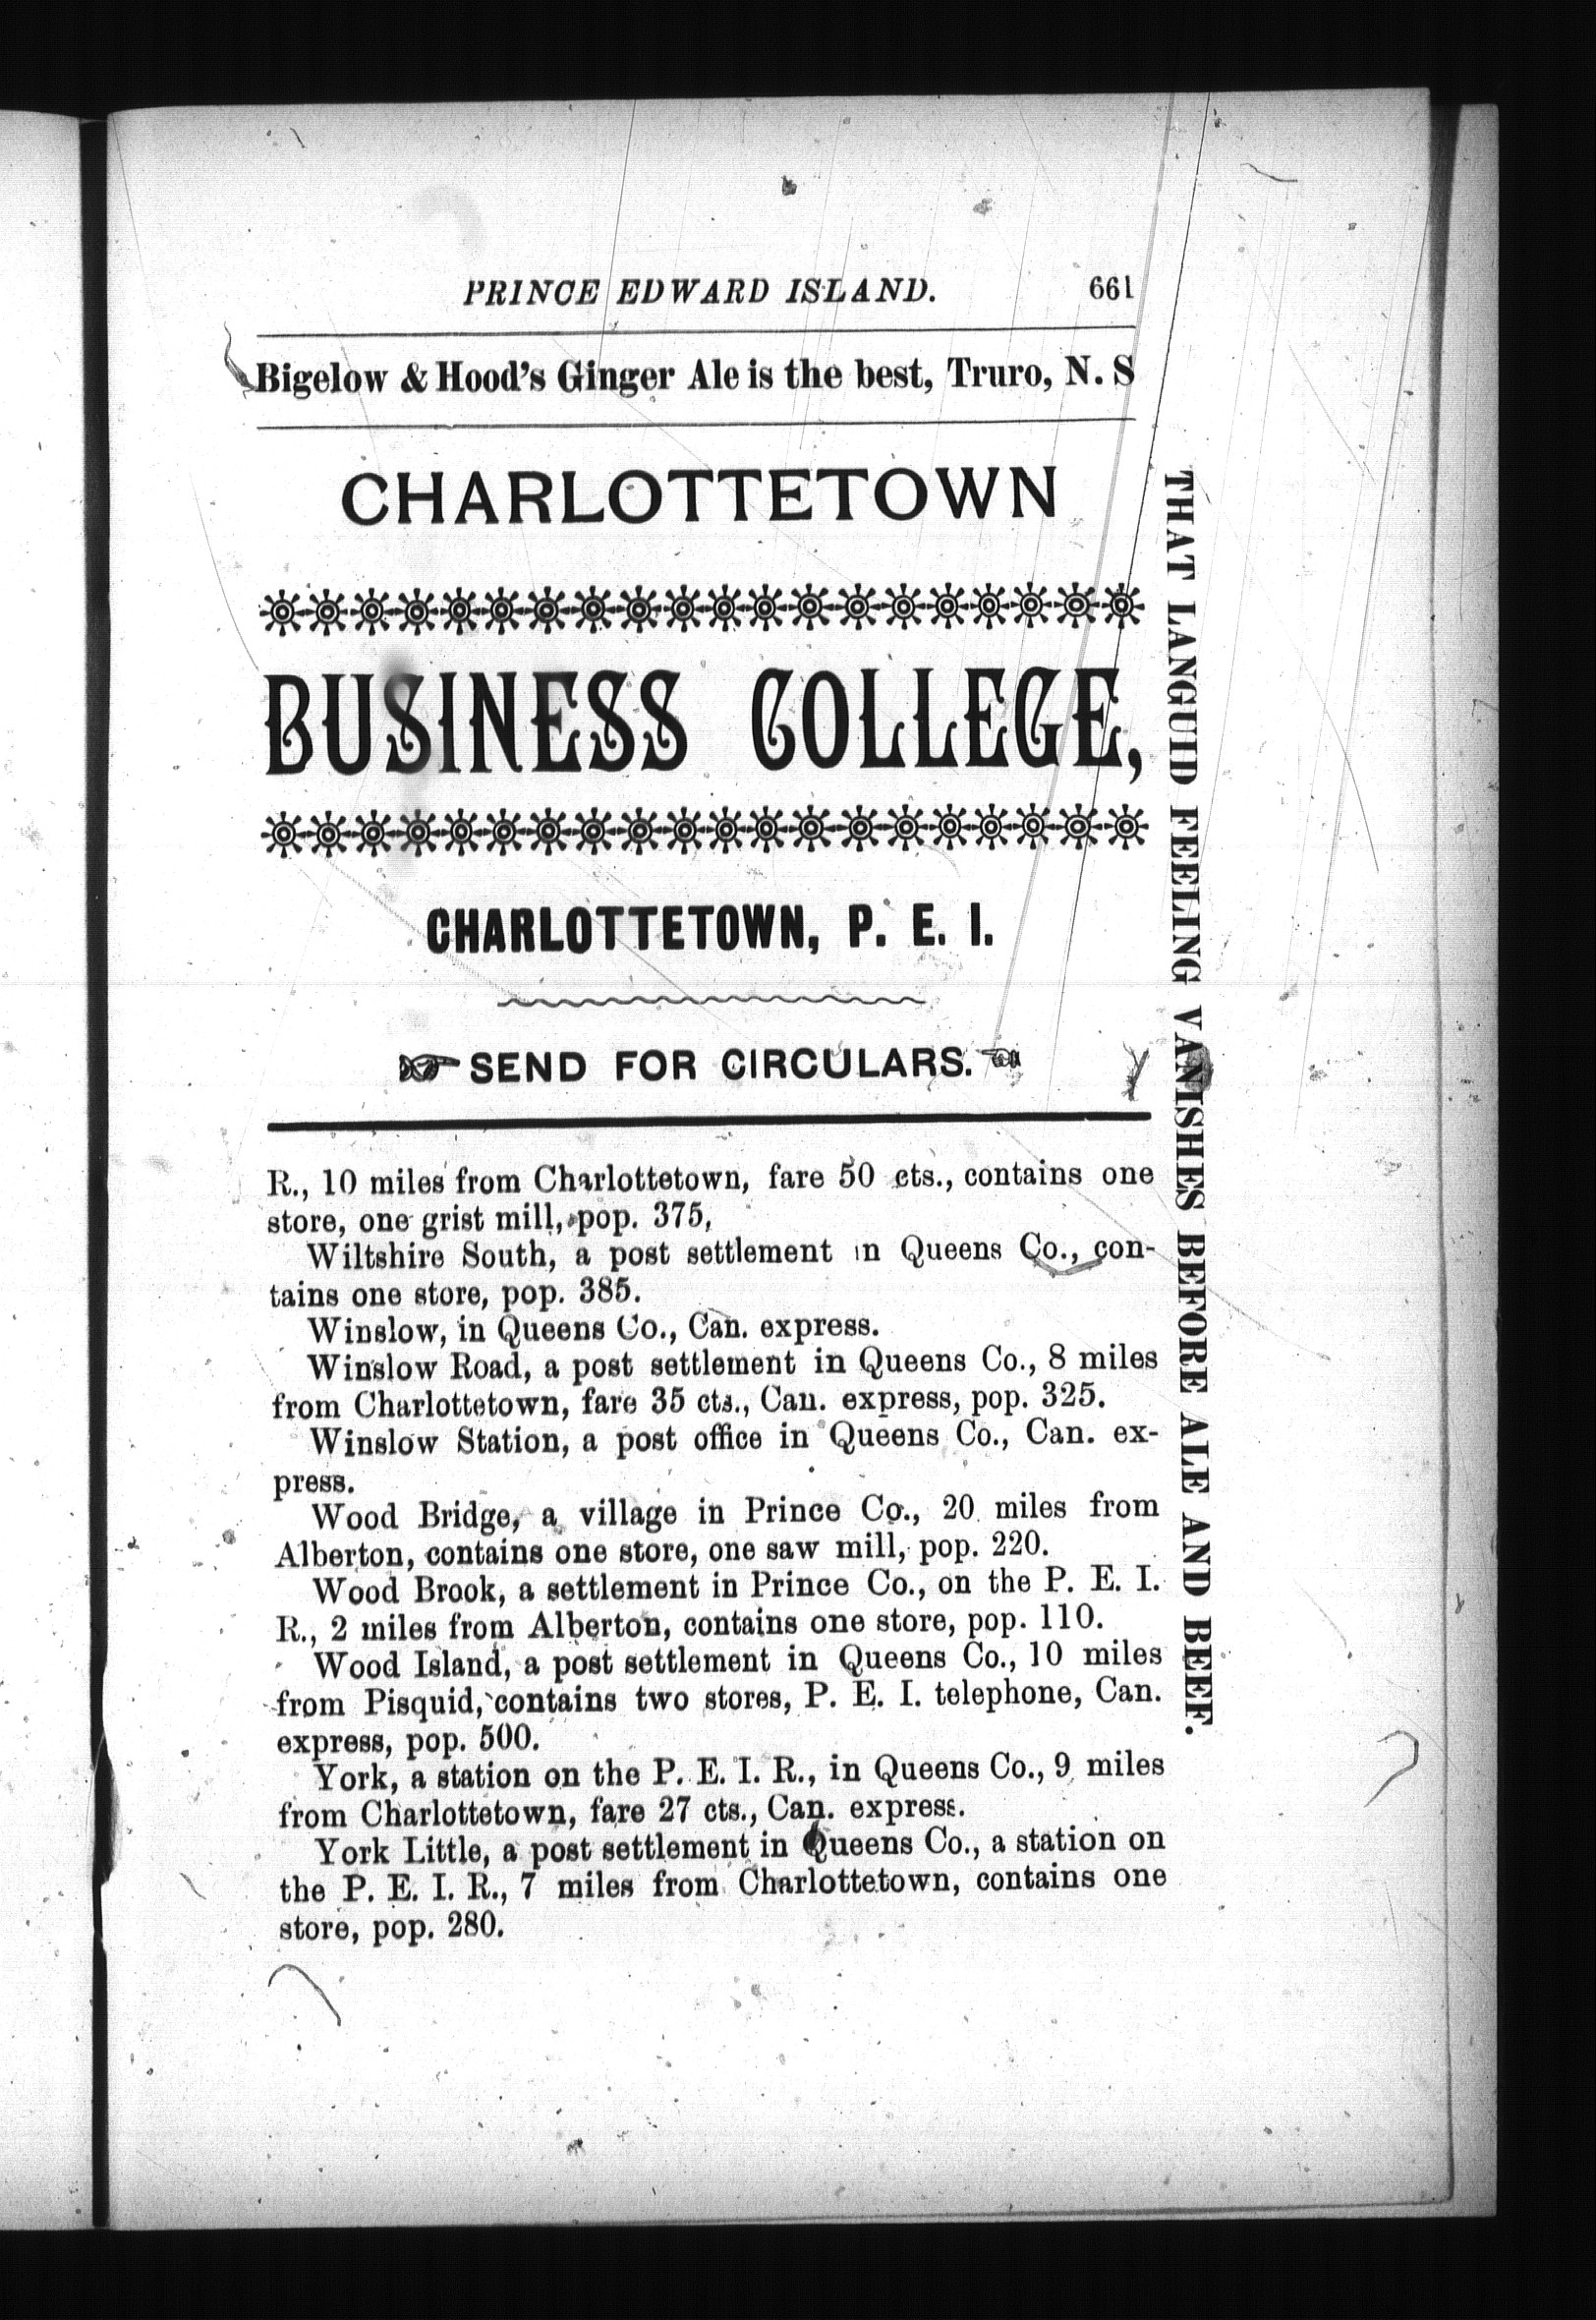 PRINCE EDWARD ISLAND. 661
Bigelow & Hood's Ginger Ale is the best, Truro, N. S
CHARLOTTETOWN
BUSINESS COLLEGE,
CHARLOTTETOWN, P. E. I.
☞ SEND FOR CIRCULARS. ☜
R., 10 miles from Charlottetown, fare 50 cts., contains one
store, one grist mill, pop. 375,
Wiltshire South, a post settlement in Queens Co., con-
tains one store, pop. 385.
Winslow, in Queens Co., Can. express.
Winslow Road, a post settlement in Queens Co., 8 miles
from Charlottetown, fare 35 cts., Can. express, pop. 325.
Winslow Station, a post office in Queens Co., Can. ex-
press.
Wood Bridge, a village in Prince Co., 20 miles from
Alberton, contains one store, one saw mill, pop. 220.
Wood Brook, a settlement in Prince Co., on the P. E. I.
R., 2 miles from Alberton, contains one store, pop. 110.
Wood Island, a post settlement in Queens Co., 10 miles
from Pisquid, contains two stores, P. E. I. telephone, Can.
express, pop. 500.
York, a station on the P. E. I. R., in Queens Co., 9 miles
from Charlottetown, fare 27 cts., Can. express.
York Little, a post settlement in Queens Co., a station on
the P. E. I. R., 7 miles from Charlottetown, contains one
store, pop. 280.
THAT LANGUID FEELING VANISHES BEFORE ALE AND BEEF.